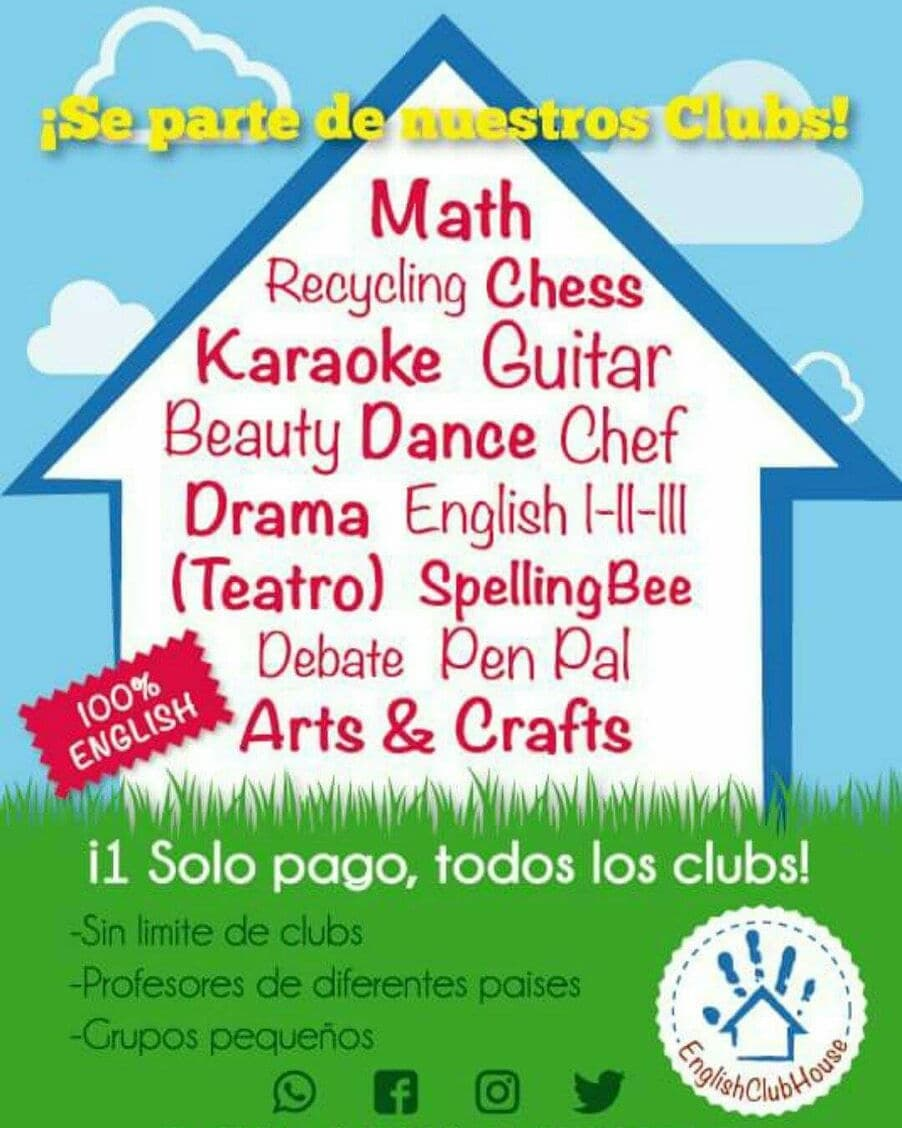 ¡Se parte de nuestros Clubs!
Math
Recycling Chess
Karaoke Guitar
Beauty Dance Chef
Drama English I-II-III
(Teatro) SpellingBee
Debate Pen Pal
Arts & Crafts
100%
ENGLISH
¡1 Solo pago, todos los clubs!
-Sin limite de clubs
-Profesores de diferentes paises
-Grupos pequeños
EnglishClubHouse